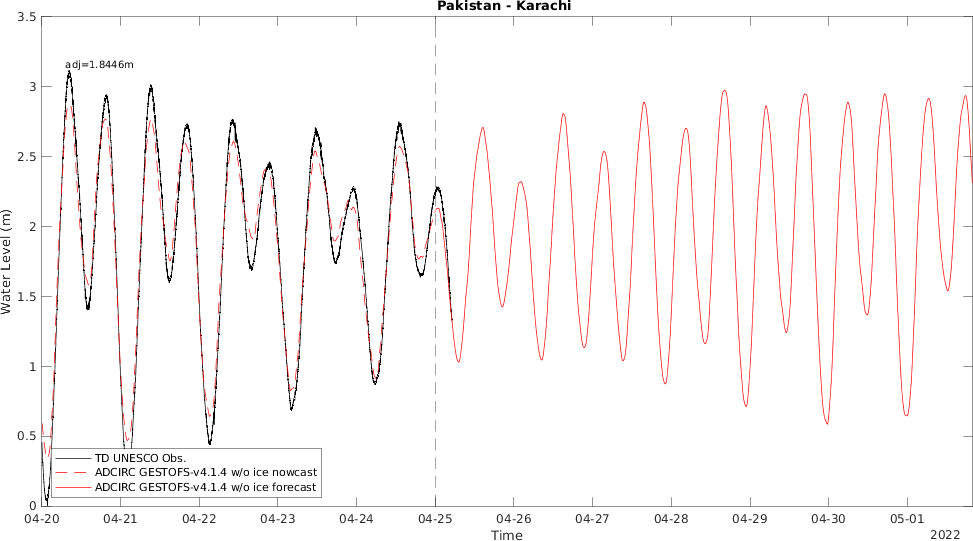 Pakistan - Karachi
3.5
adj=1.8446m
3
2.5
2
Water Level (m)
1.5
1
0.5
TD UNESCO Obs.
ADCIRC GESTOFS-v4.1.4 w/o ice nowcast
ADCIRC GESTOFS-v4.1.4 w/o ice forecast
0
04-20 04-21 04-22 04-23 04-24 04-25 04-26 04-27 04-28 04-29 04-30 05-01
Time
2022